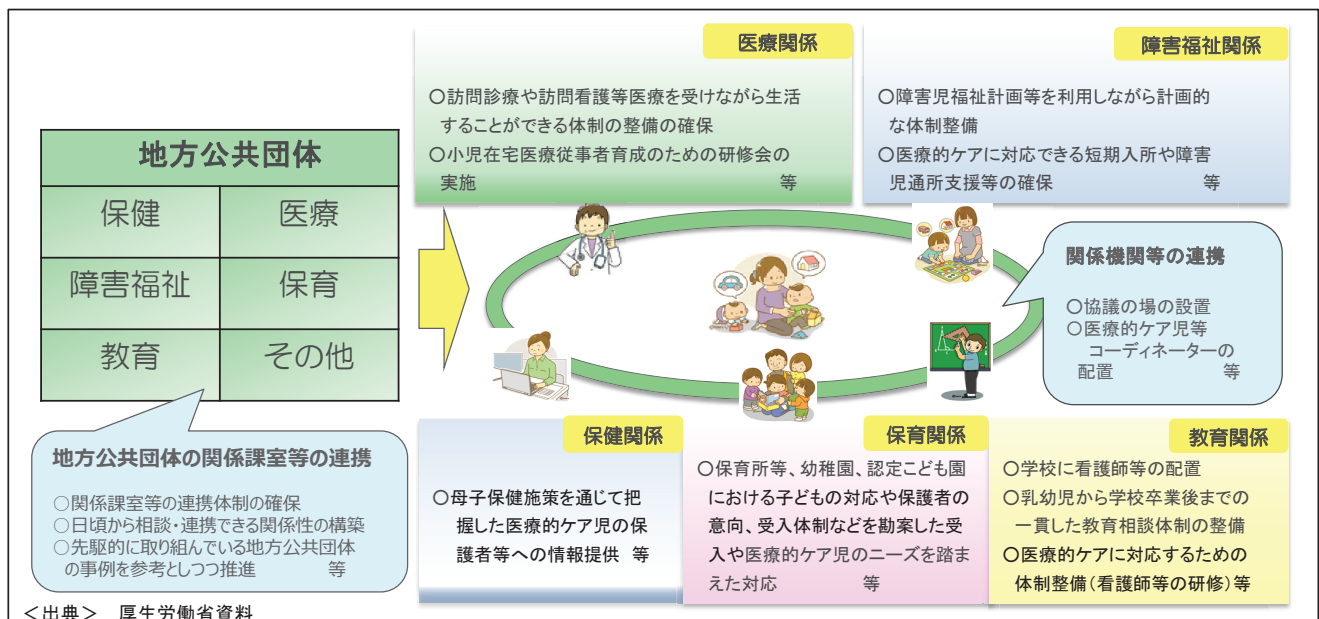 地方公共団体
保健 医療
障害福祉 保育
教育 その他
地方公共団体の関係課室等の連携
○関係課室等の連携体制の確保
○日頃から相談・連携できる関係性の構築
○先駆的に取り組んでいる地方公共団体
の事例を参考としつつ推進 等
医療関係
○訪問診療や訪問看護等医療を受けながら生活
することができる体制の整備の確保
○小児在宅医療従事者育成のための研修会の
実施 等
障害福祉関係
○障害児福祉計画等を利用しながら計画的
な体制整備
○医療的ケアに対応できる短期入所や障害
児通所支援等の確保 等
関係機関等の連携
○協議の場の設置
○医療的ケア児等
コーディネーターの
配置 等
保健関係
○母子保健施策を通じて把
握した医療的ケア児の保
護者等への情報提供 等
保育関係
○保育所等、幼稚園、認定こども園
における子どもの対応や保護者の
意向、受入体制などを勘案した受
入や医療的ケア児のニーズを踏ま
えた対応 等
教育関係
○学校に看護師等の配置
○乳幼児から学校卒業後までの
一貫した教育相談体制の整備
○医療的ケアに対応するための
体制整備(看護師等の研修)等
＜出典＞ 厚生労働省資料